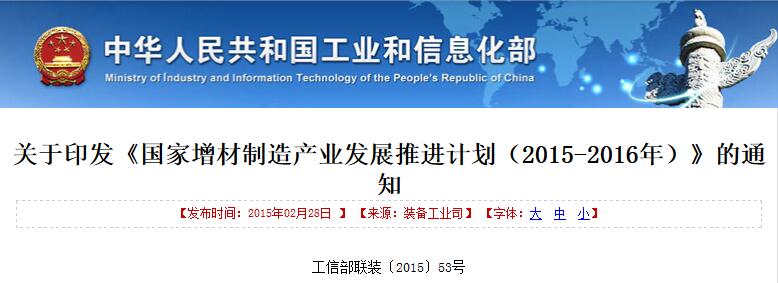 中华人民共和国工业和信息化部
Ministry of Industry and Information Technology of the People's Republic of China
关于印发《国家增材制造产业发展推进计划（2015-2016年）》的通
知
【发布时间：2015年02月28日 】 【来源：装备工业司】 【字体：大 中 小】
工信部联装〔2015〕53号